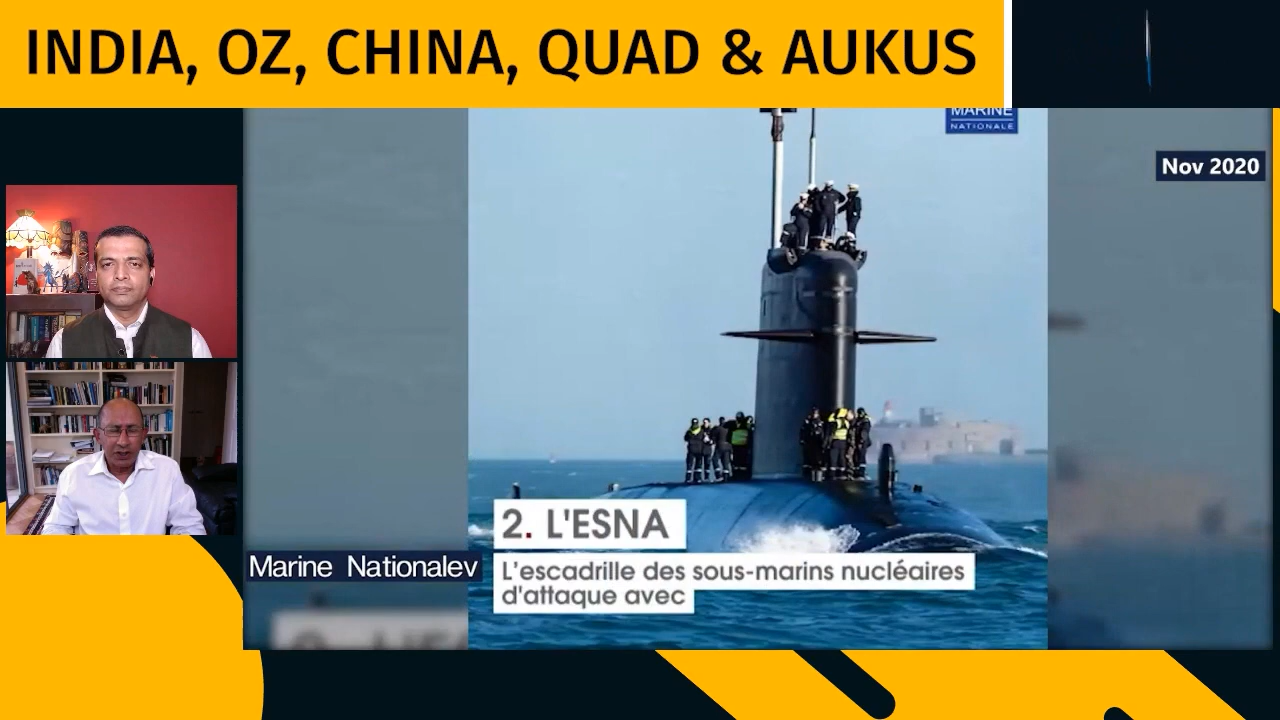 INDIA, OZ, CHINA, QUAD & AUKUS
MARINE
NATIONALE
Nov 2020
2. L'ESNA
Marine Nationalev
L'escadrille des sous-marins nucléaires
d'attaque avec